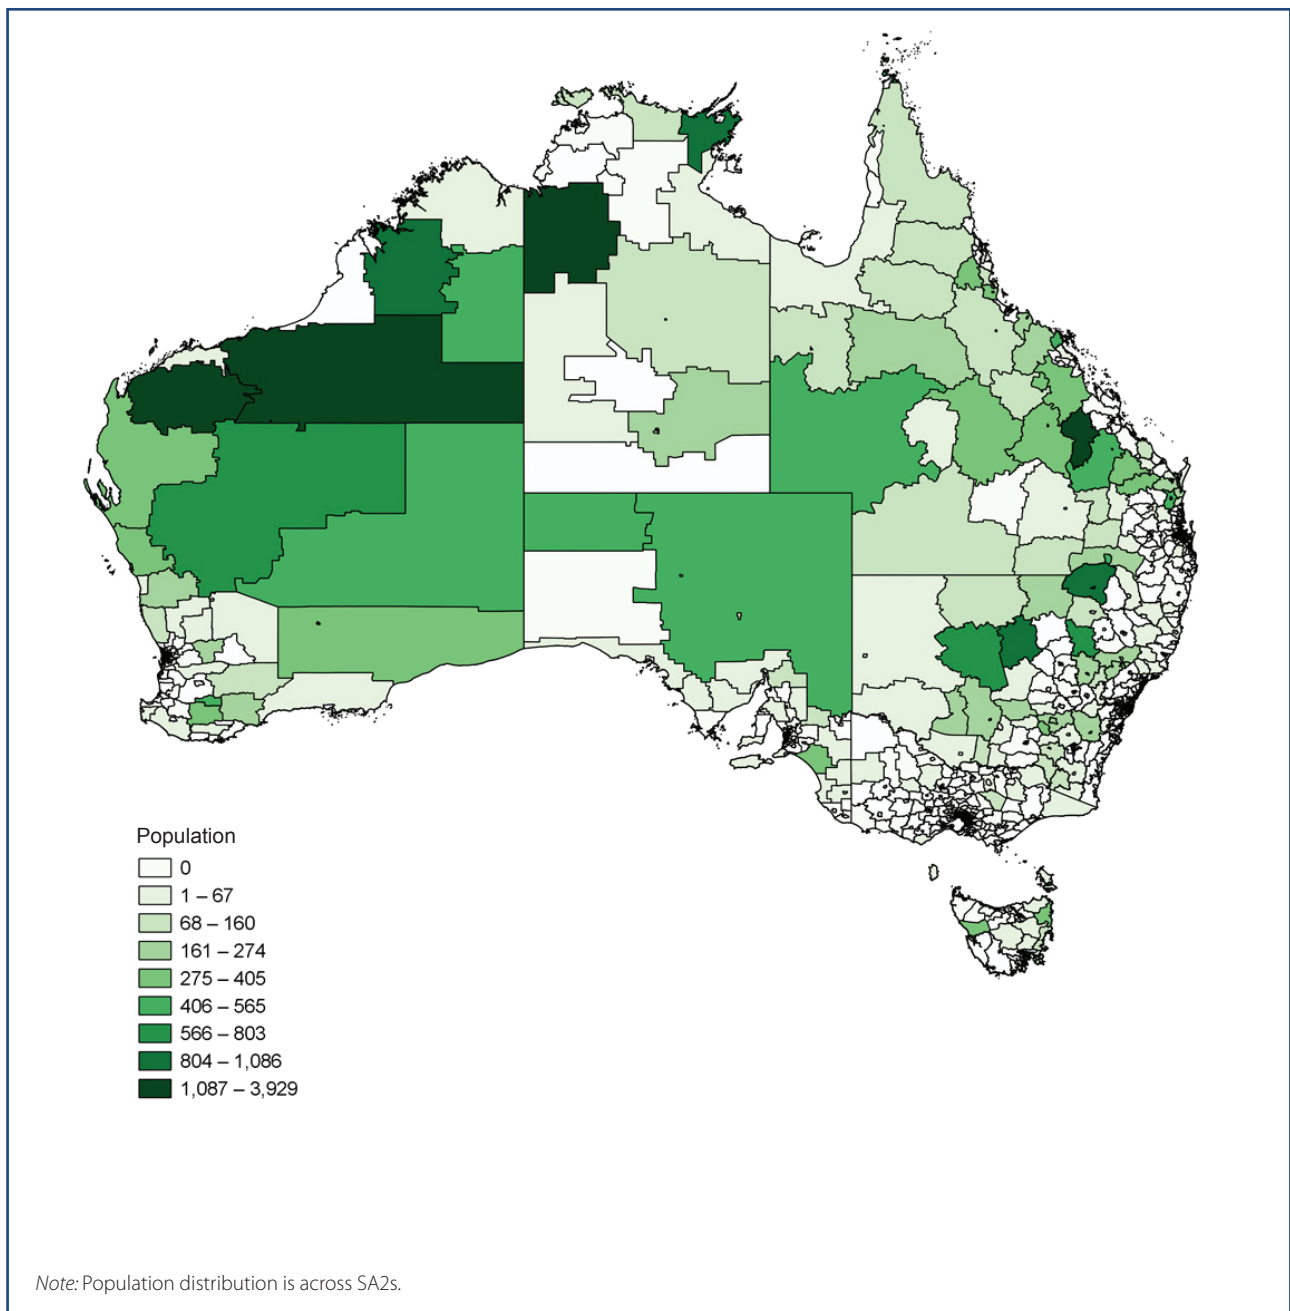 Population
0
1 – 67
68 – 160
161 – 274
275 – 405
406 – 565
566 – 803
804 – 1,086
1,087 – 3,929
Note: Population distribution is across SA2s.